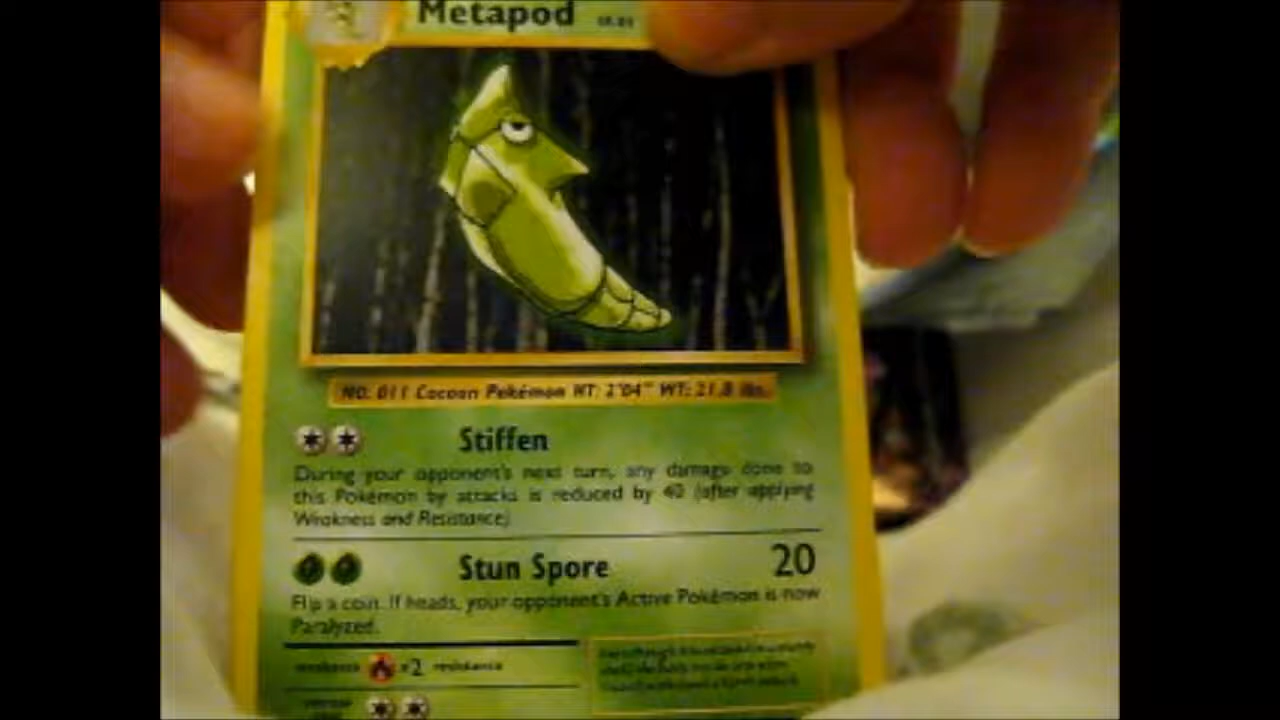 Metapod
NO. 011 Cocoon Pokémon HT: 2'04" WT: 21.8 lbs.
Stiffen
During your opponent's next turn, any damage done to
this Pokémon by attacks is reduced by 40 (after applying
Weakness and Resistance).
Stun Spore 20
Flip a coin. If heads, your opponent's Active Pokémon is now
Paralyzed.
weakness x2 resistance